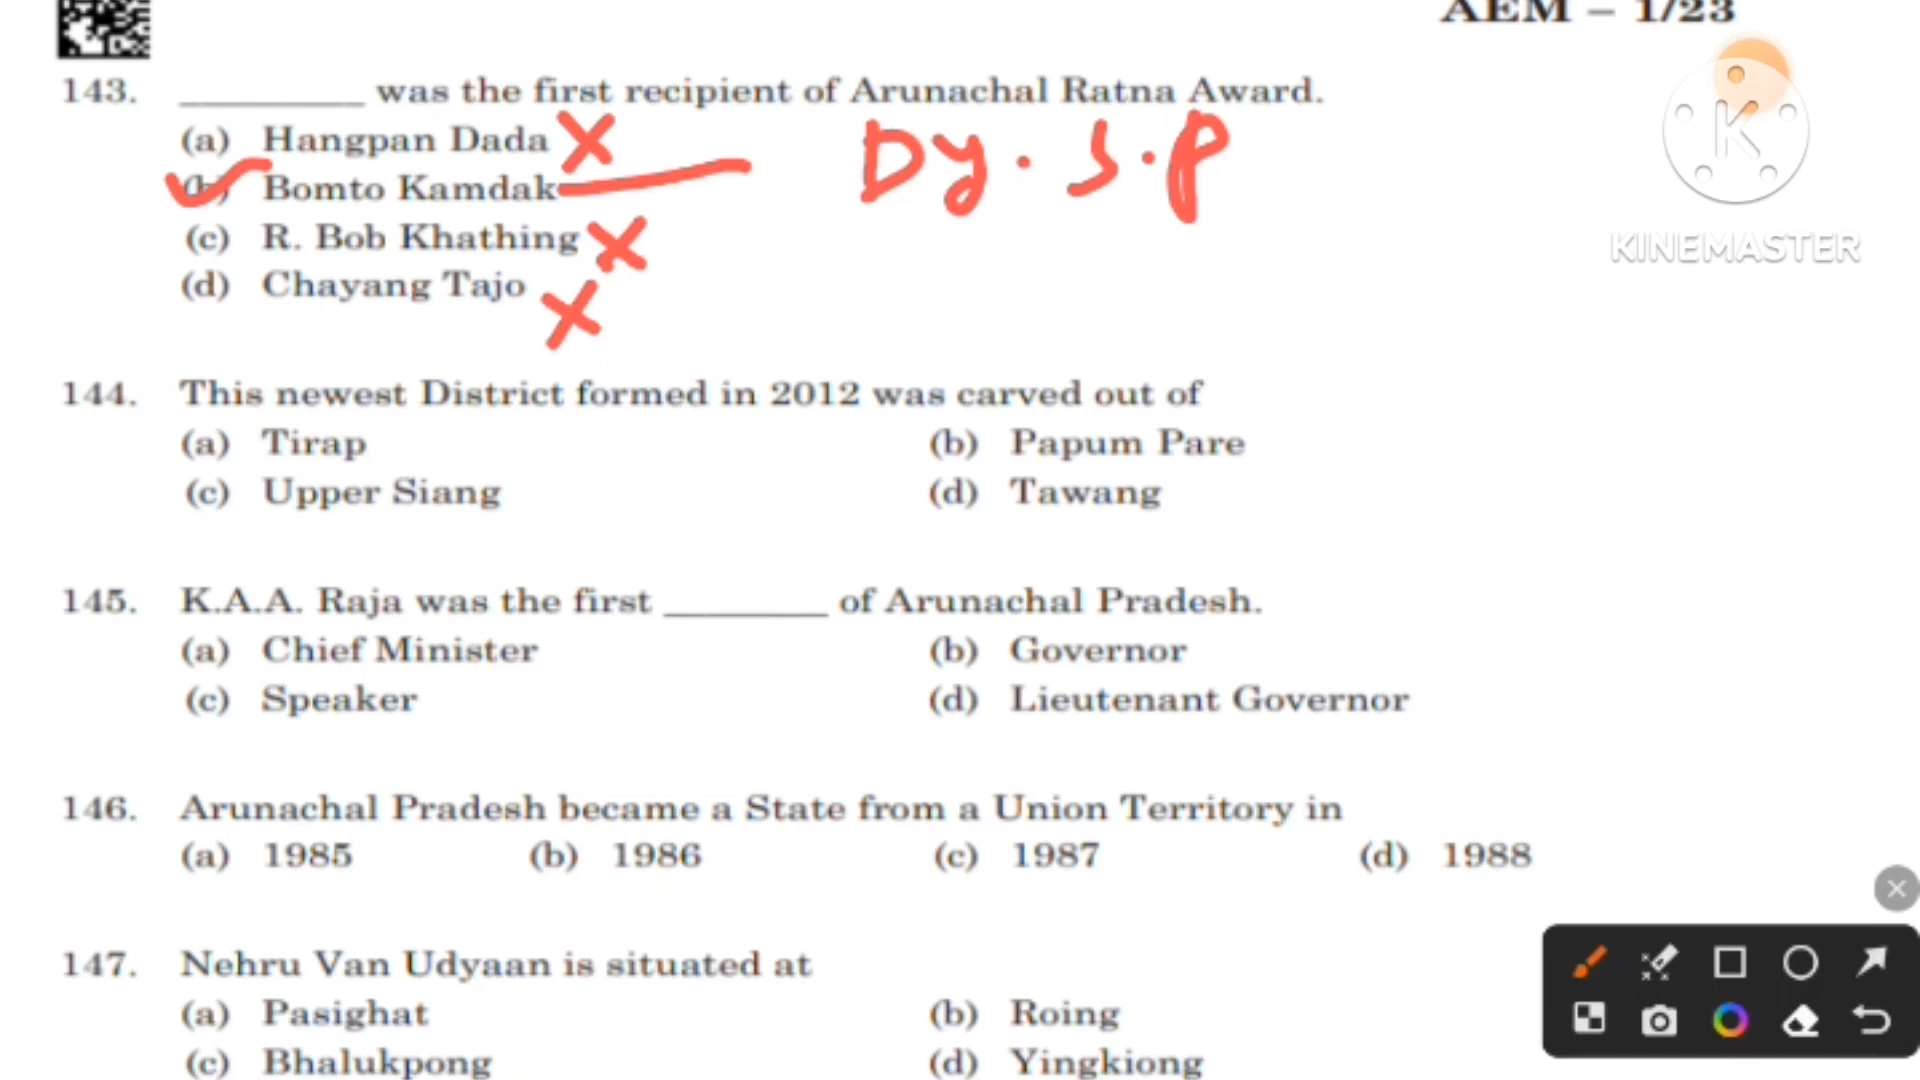 AEM – 1/23
143. ________ was the first recipient of Arunachal Ratna Award.
(a) Hangpan Dada
Dy. S.P
(b) Bomto Kamdak
(c) R. Bob Khathing
(d) Chayang Tajo
KINEMASTER
144. This newest District formed in 2012 was carved out of
(a) Tirap (b) Papum Pare
(c) Upper Siang (d) Tawang
145. K.A.A. Raja was the first ________ of Arunachal Pradesh.
(a) Chief Minister (b) Governor
(c) Speaker (d) Lieutenant Governor
146. Arunachal Pradesh became a State from a Union Territory in
(a) 1985 (b) 1986 (c) 1987 (d) 1988
147. Nehru Van Udyaan is situated at
(a) Pasighat (b) Roing
(c) Bhalukpong (d) Yingkiong